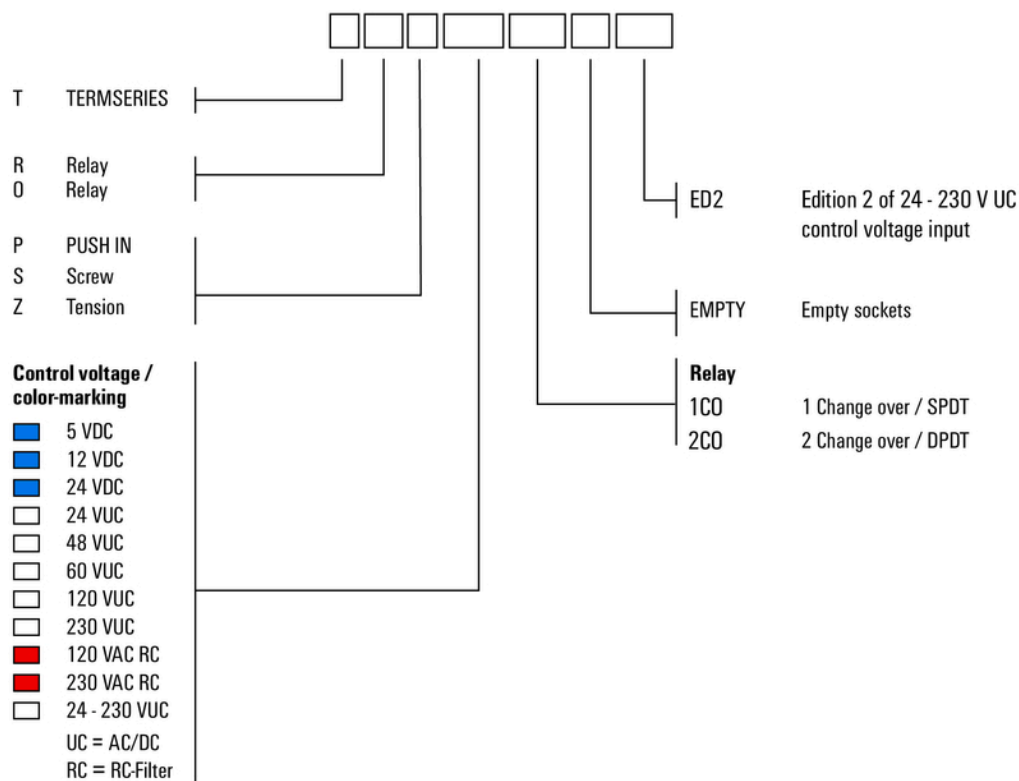 T TERMSERIES
R Relay
O Relay
P PUSH IN
S Screw
Z Tension
Control voltage /
color-marking
5 VDC
12 VDC
24 VDC
24 VUC
48 VUC
60 VUC
120 VUC
230 VUC
120 VAC RC
230 VAC RC
24 - 230 VUC
UC = AC/DC
RC = RC-Filter
ED2 Edition 2 of 24 - 230 V UC
control voltage input
EMPTY Empty sockets
Relay
1CO 1 Change over / SPDT
2CO 2 Change over / DPDT